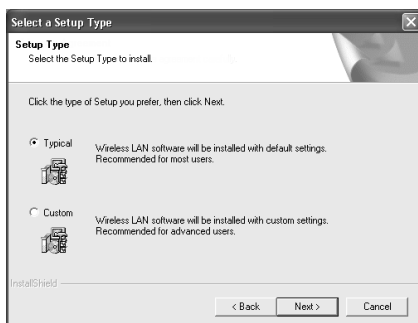 Select a Setup Type
Setup Type
Select the Setup Type to install.
Click the type of Setup you prefer, then click Next.
Typical
Wireless LAN software will be installed with default settings.
Recommended for most users.
Custom
Wireless LAN software will be installed with custom settings.
Recommended for advanced users.
InstallShield
< Back
Next >
Cancel